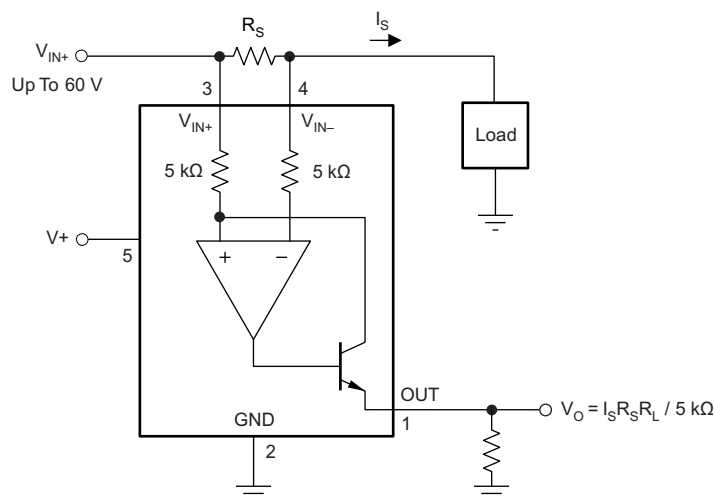 R_S
I_S
V_IN+
Up To 60 V
3
4
V_IN+
V_IN–
Load
5 kΩ
5 kΩ
V+
5
+
−
OUT
1
V_O = I_S R_S R_L / 5 kΩ
GND
2